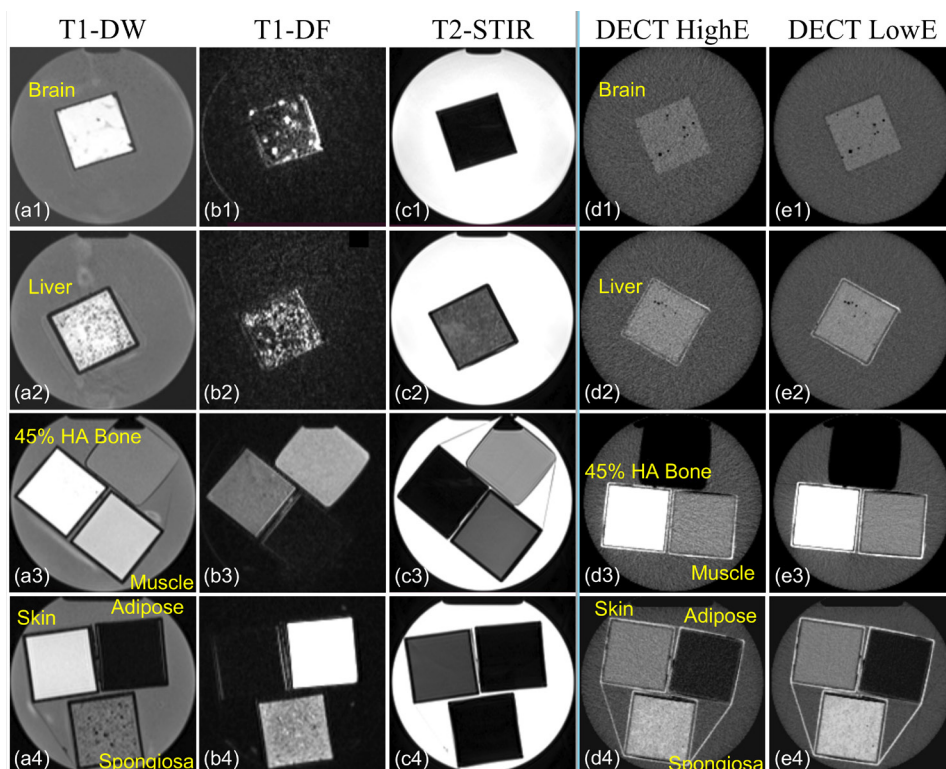 T1-DW T1-DF T2-STIR DECT HighE DECT LowE
Brain Brain
(a1) (b1) (c1) (d1) (e1)
Liver Liver
(a2) (b2) (c2) (d2) (e2)
45% HA Bone 45% HA Bone
(a3) Muscle (b3) (c3) (d3) Muscle (e3)
Skin Adipose Skin Adipose
(a4) Spongiosa (b4) (c4) (d4) Spongiosa (e4)